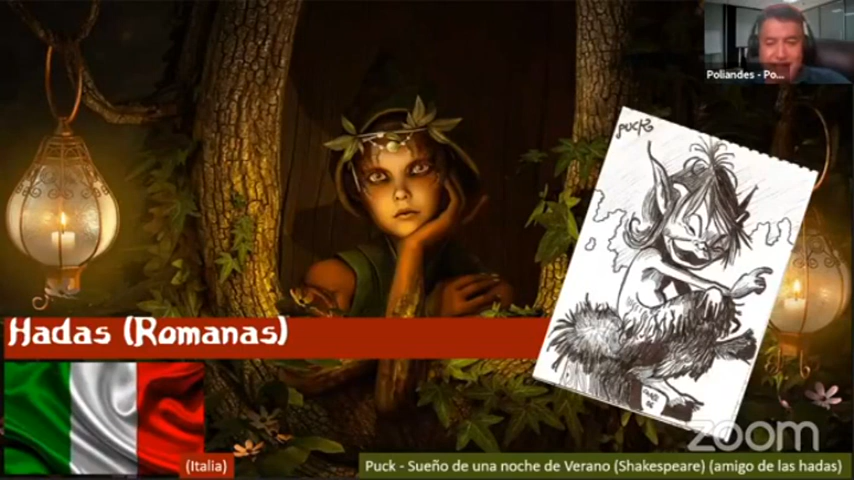 Poliandes - Po...
PUCK
Hadas (Romanas)
zoom
(Italia)
Puck - Sueño de una noche de Verano (Shakespeare) (amigo de las hadas)